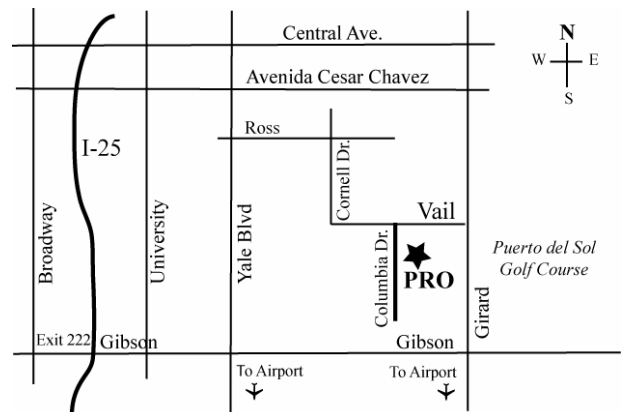 Central Ave.
N
W
E
S
Avenida Cesar Chavez
Ross
I-25
Cornell Dr.
Broadway
University
Yale Blvd
Vail
Columbia Dr.
PRO
Puerto del Sol
Golf Course
Girard
Exit 222
Gibson
Gibson
To Airport
To Airport